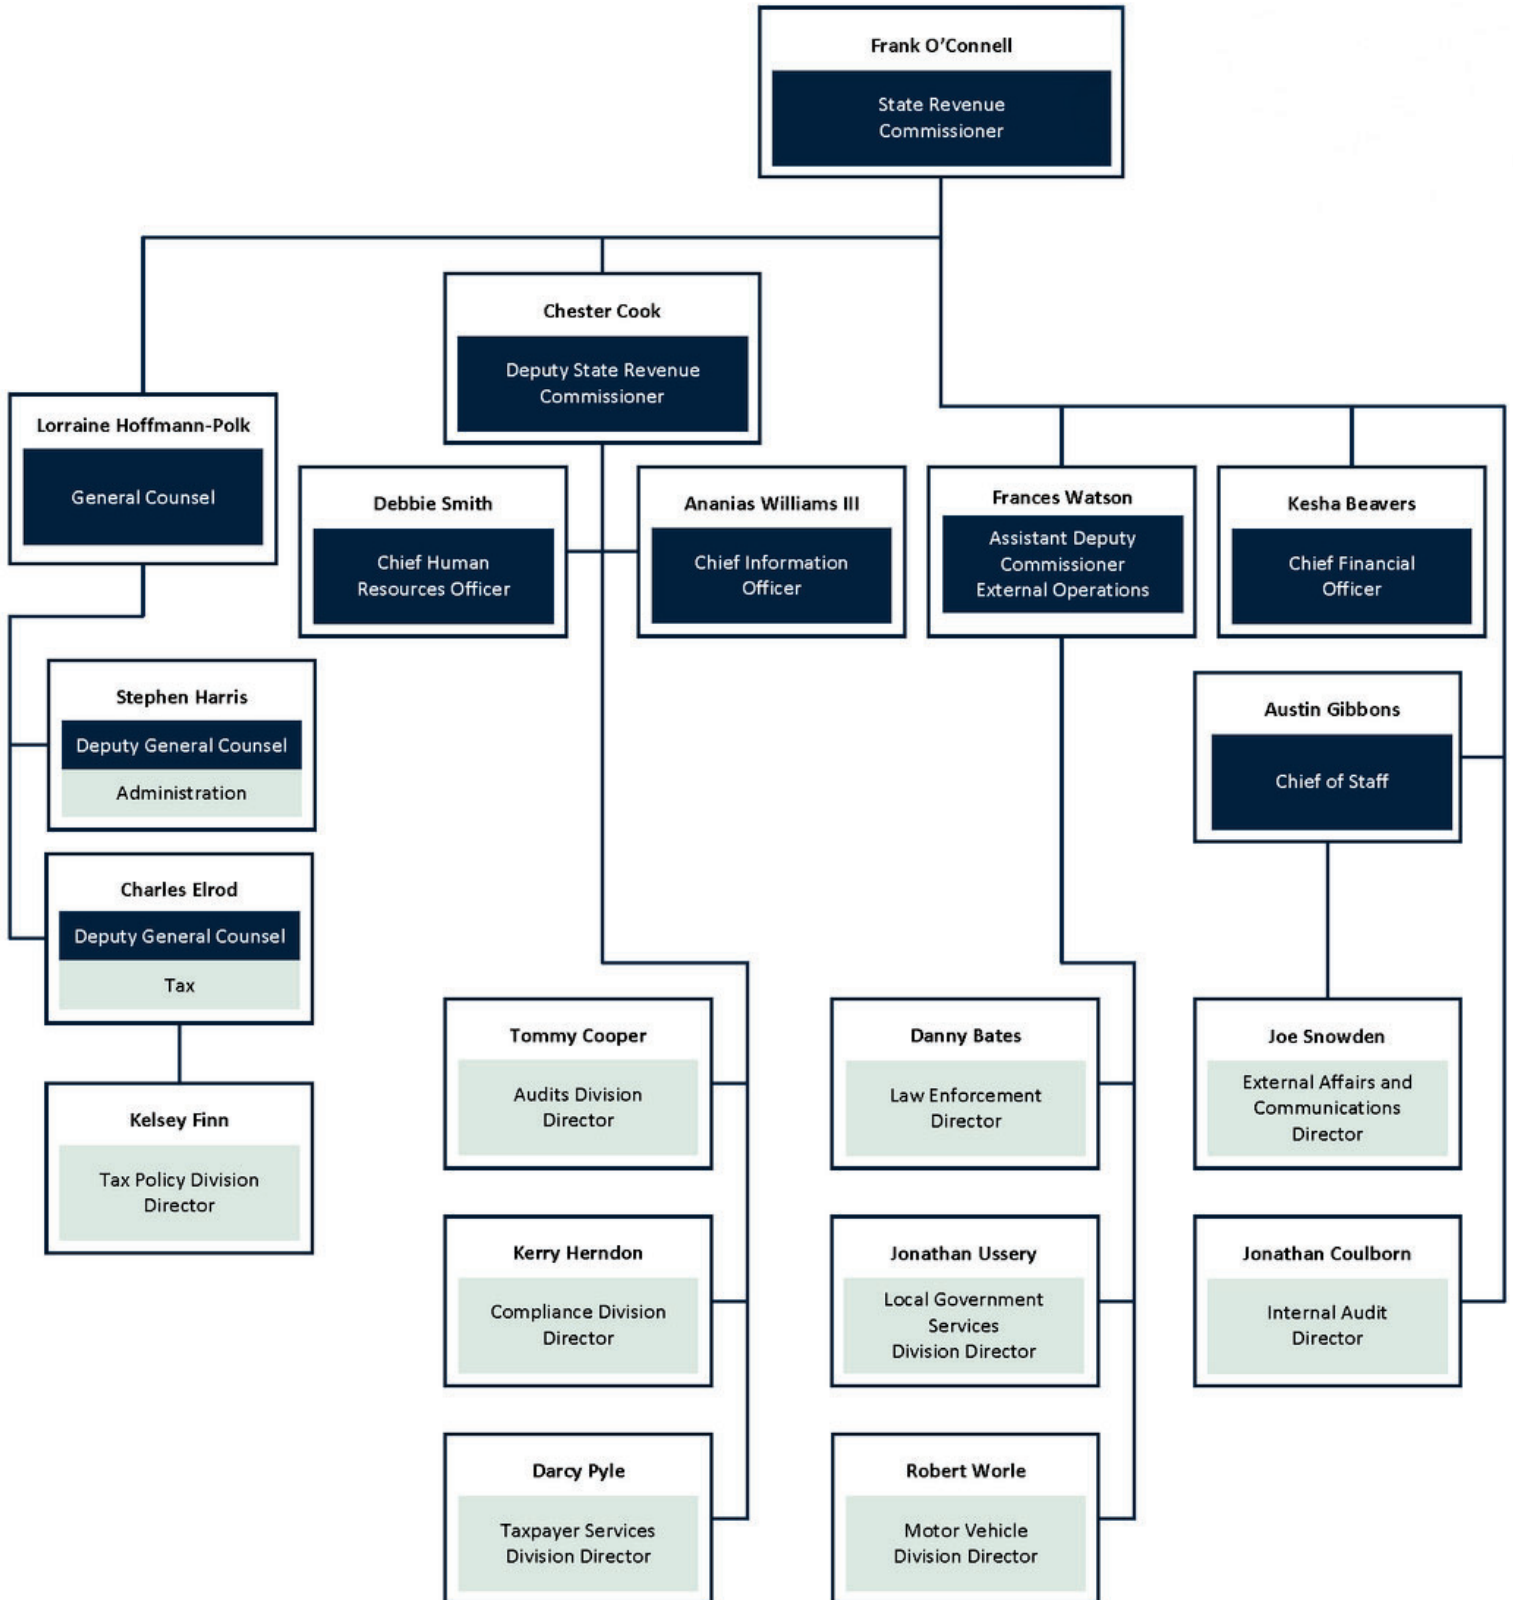 Frank O’Connell
State Revenue
Commissioner
Chester Cook
Deputy State Revenue
Commissioner
Lorraine Hoffmann-Polk
General Counsel
Debbie Smith
Chief Human
Resources Officer
Ananias Williams III
Chief Information
Officer
Frances Watson
Assistant Deputy
Commissioner
External Operations
Kesha Beavers
Chief Financial
Officer
Stephen Harris
Deputy General Counsel
Administration
Austin Gibbons
Chief of Staff
Charles Elrod
Deputy General Counsel
Tax
Kelsey Finn
Tax Policy Division
Director
Tommy Cooper
Audits Division
Director
Danny Bates
Law Enforcement
Director
Joe Snowden
External Affairs and
Communications
Director
Kerry Herndon
Compliance Division
Director
Jonathan Ussery
Local Government
Services
Division Director
Jonathan Coulborn
Internal Audit
Director
Darcy Pyle
Taxpayer Services
Division Director
Robert Worle
Motor Vehicle
Division Director